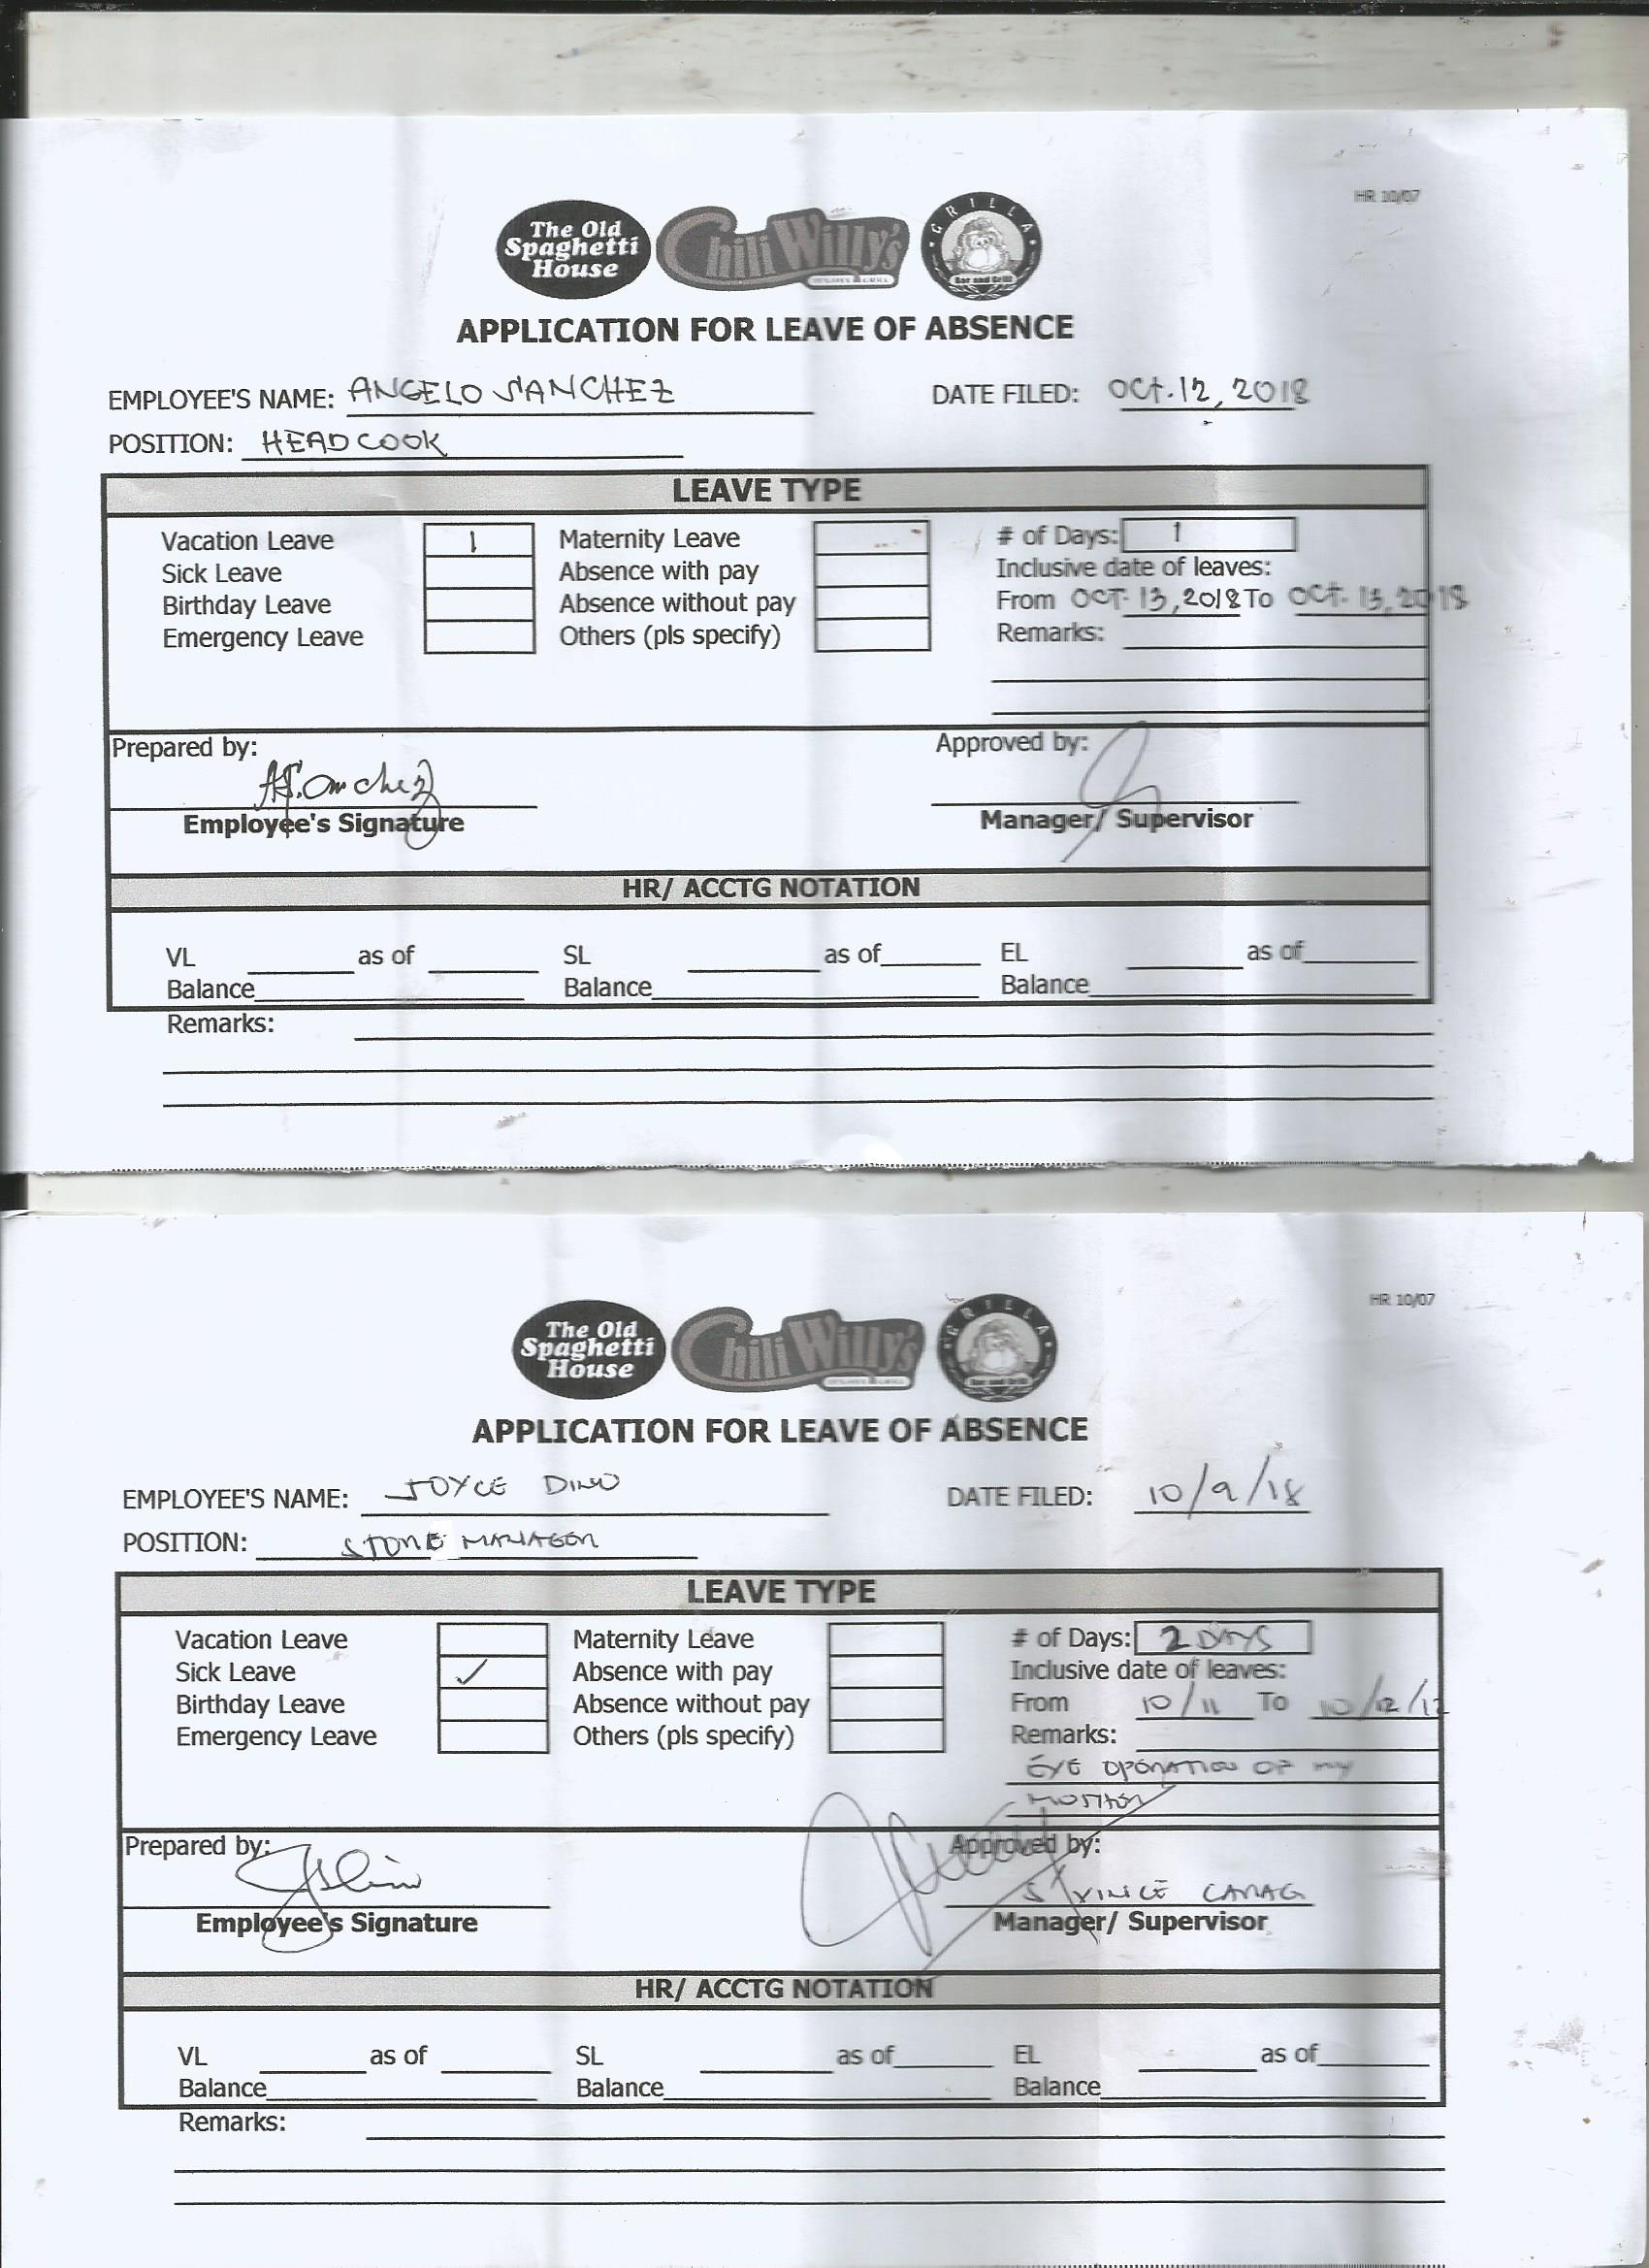 HR 10/07
The Old
Spaghetti
House
Chili Willy's
GRILLA
Bar and Grill
APPLICATION FOR LEAVE OF ABSENCE
EMPLOYEE'S NAME: ANGELO SANCHEZ DATE FILED: OCT. 12, 2018
POSITION: HEAD COOK
LEAVE TYPE
Vacation Leave 1 Maternity Leave # of Days: 1
Sick Leave Absence with pay Inclusive date of leaves:
Birthday Leave Absence without pay From OCT. 13, 2018 To OCT. 13, 2018
Emergency Leave Others (pls specify) Remarks:
Prepared by: Approved by:
A.Sanchez
Employee's Signature Manager/ Supervisor
HR/ ACCTG NOTATION
VL as of SL as of EL as of
Balance Balance Balance
Remarks:
HR 10/07
The Old
Spaghetti
House
Chili Willy's
GRILLA
Bar and Grill
APPLICATION FOR LEAVE OF ABSENCE
EMPLOYEE'S NAME: JOYCE DINO DATE FILED: 10/9/18
POSITION: STORE MANAGER
LEAVE TYPE
Vacation Leave Maternity Leave # of Days: 2 DAYS
Sick Leave ✓ Absence with pay Inclusive date of leaves:
Birthday Leave Absence without pay From 10/11 To 10/12/12
Emergency Leave Others (pls specify) Remarks:
EYE OPERATION OF MY
MOTHER
Prepared by: Approved by:
VINCE CANAG
Employee's Signature Manager/ Supervisor
HR/ ACCTG NOTATION
VL as of SL as of EL as of
Balance Balance Balance
Remarks: